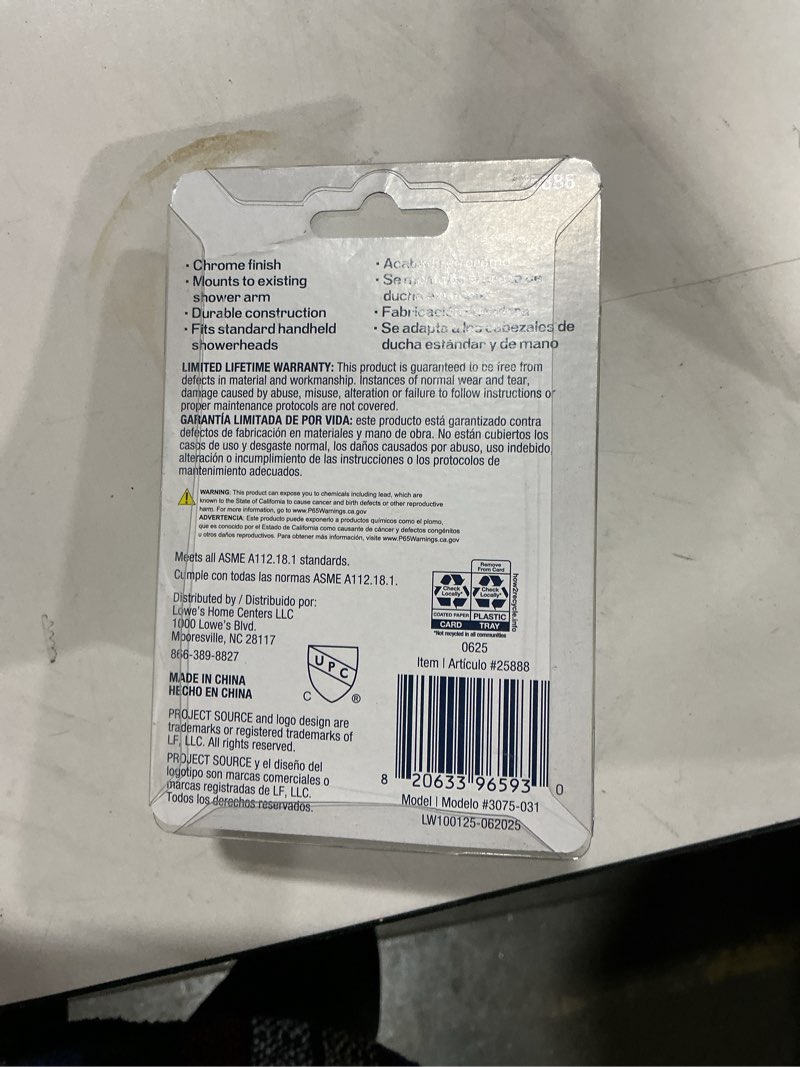 · Chrome finish
· Mounts to existing
shower arm
· Durable construction
· Fits standard handheld
showerheads
· Se adapta a los cabezales de
ducha estándar y de mano
LIMITED LIFETIME WARRANTY: This product is guaranteed to be free from
defects in material and workmanship. Instances of normal wear and tear,
damage caused by abuse, misuse, alteration or failure to follow instructions or
proper maintenance protocols are not covered.
GARANTÍA LIMITADA DE POR VIDA: este producto está garantizado contra
defectos de fabricación en materiales y mano de obra. No están cubiertos los
casos de uso y desgaste normal, los daños causados por abuso, uso indebido,
alteración o incumplimiento de las instrucciones o los protocolos de
mantenimiento adecuados.
WARNING: This product can expose you to chemicals including lead, which are
known to the State of California to cause cancer and birth defects or other reproductive
harm. For more information, go to www.P65Warnings.ca.gov
ADVERTENCIA: Este producto puede exponerlo a productos químicos como el plomo,
que es conocido por el Estado de California como causante de cáncer y defectos congénitos
u otros daños reproductivos. Para obtener más información, visite www.P65Warnings.ca.gov
Meets all ASME A112.18.1 standards.
Cumple con todas las normas ASME A112.18.1.
Distributed by / Distribuido por:
Lowe's Home Centers LLC
1000 Lowe's Blvd.
Mooresville, NC 28117
866-389-8827
MADE IN CHINA
HECHO EN CHINA
UPC
C ®
PROJECT SOURCE and logo design are
trademarks or registered trademarks of
LF, LLC. All rights reserved.
PROJECT SOURCE y el diseño del
logotipo son marcas comerciales o
marcas registradas de LF, LLC.
Todos los derechos reservados.
Remove
From Card
Check Locally*
Check Locally*
COATED PAPER PLASTIC
CARD TRAY
*Not recycled in all communities
how2recycle.info
0625
Item | Artículo #25888
8 20633 96593 0
Model | Modelo #3075-031
LW100125-062025